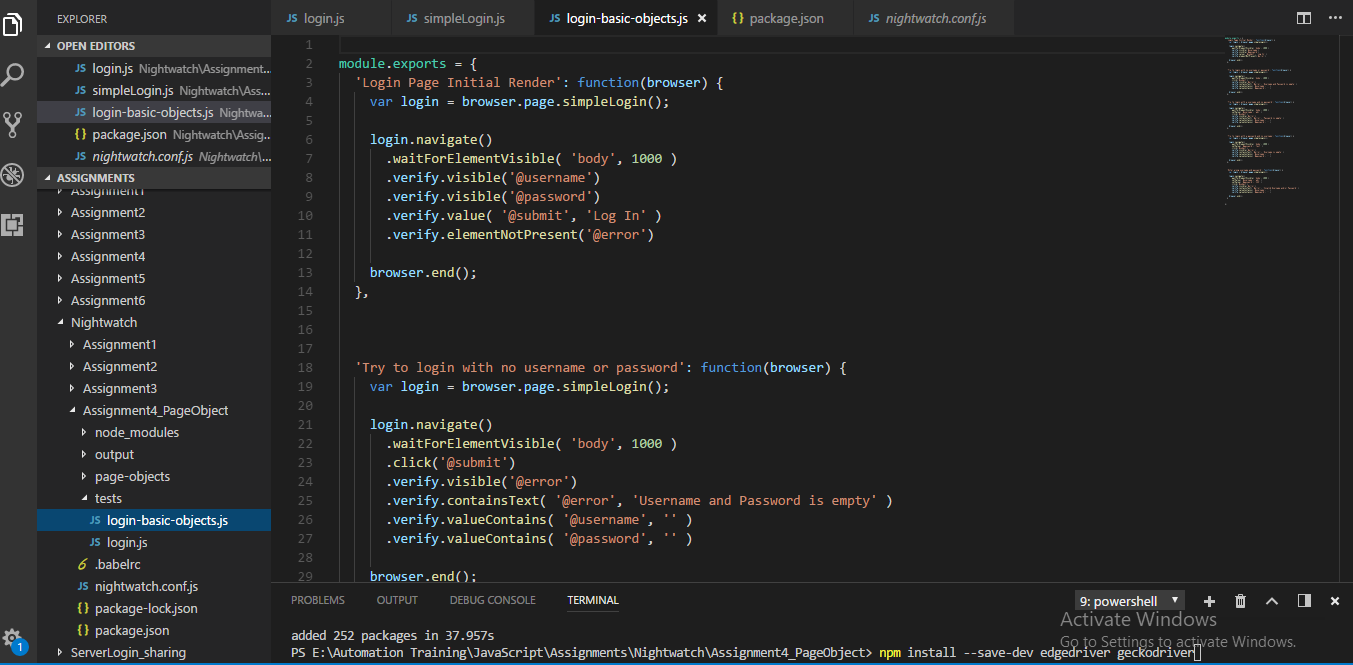 EXPLORER
OPEN EDITORS
JS login.js Nightwatch\Assignment...
JS simpleLogin.js Nightwatch\Ass...
JS login-basic-objects.js Nightwa...
{} package.json Nightwatch\Assig...
JS nightwatch.conf.js Nightwatch\...
ASSIGNMENTS
Assignment1
Assignment2
Assignment3
Assignment4
Assignment5
Assignment6
Nightwatch
Assignment1
Assignment2
Assignment3
Assignment4_PageObject
node_modules
output
page-objects
tests
JS login-basic-objects.js
JS login.js
6 .babelrc
JS nightwatch.conf.js
{} package-lock.json
{} package.json
ServerLogin_sharing
1
JS login.js JS simpleLogin.js JS login-basic-objects.js × {} package.json JS nightwatch.conf.js
1
2 module.exports = {
3 'Login Page Initial Render': function(browser) {
4 var login = browser.page.simpleLogin();
5
6 login.navigate()
7 .waitForElementVisible( 'body', 1000 )
8 .verify.visible('@username')
9 .verify.visible('@password')
10 .verify.value( '@submit', 'Log In' )
11 .verify.elementNotPresent('@error')
12
13 browser.end();
14 },
15
16
17
18 'Try to login with no username or password': function(browser) {
19 var login = browser.page.simpleLogin();
20
21 login.navigate()
22 .waitForElementVisible( 'body', 1000 )
23 .click('@submit')
24 .verify.visible('@error')
25 .verify.containsText( '@error', 'Username and Password is empty' )
26 .verify.valueContains( '@username', '' )
27 .verify.valueContains( '@password', '' )
28
29 browser.end();
PROBLEMS OUTPUT DEBUG CONSOLE TERMINAL 9: powershell
added 252 packages in 37.957s
PS E:\Automation Training\JavaScript\Assignments\Nightwatch\Assignment4_PageObject> npm install --save-dev edgedriver geckodriver
Activate Windows
Go to Settings to activate Windows.